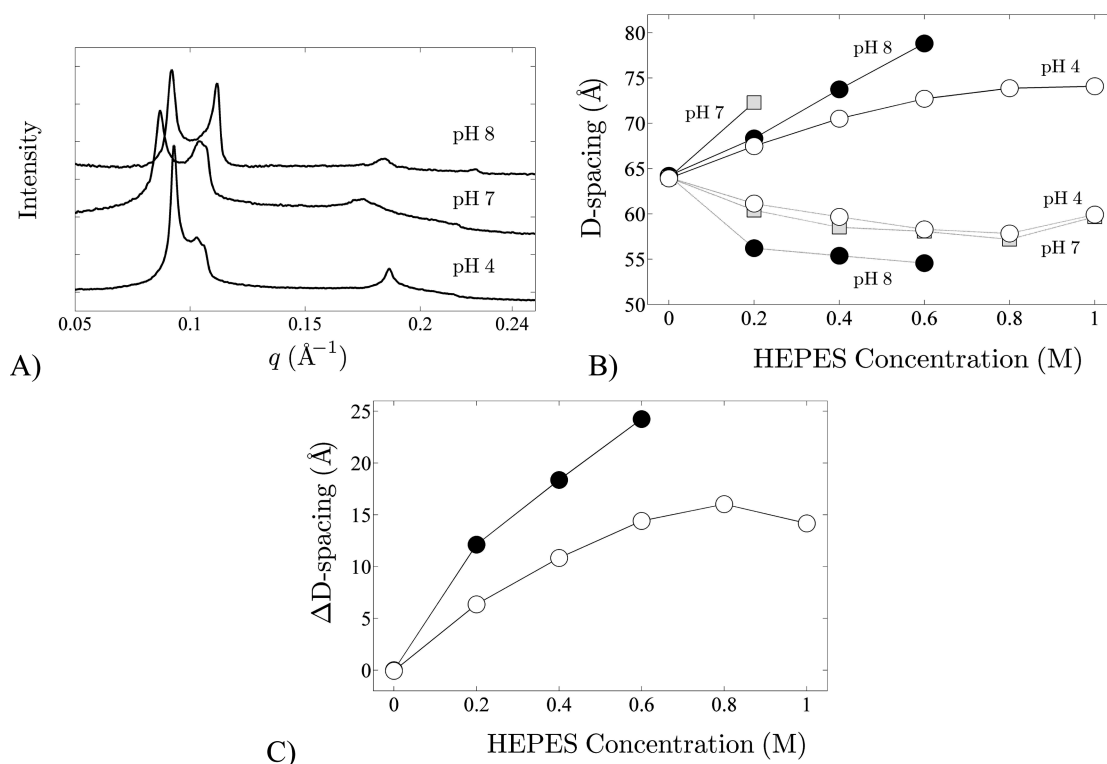 Intensity
pH 8
pH 7
pH 4
0.05
0.1
0.15
0.2
0.24
q (Å⁻¹)
A)
D-spacing (Å)
80
75
70
65
60
55
50
pH 8
pH 4
pH 7
pH 4
pH 7
pH 8
0
0.2
0.4
0.6
0.8
1
HEPES Concentration (M)
B)
ΔD-spacing (Å)
25
20
15
10
5
0
0
0.2
0.4
0.6
0.8
1
HEPES Concentration (M)
C)